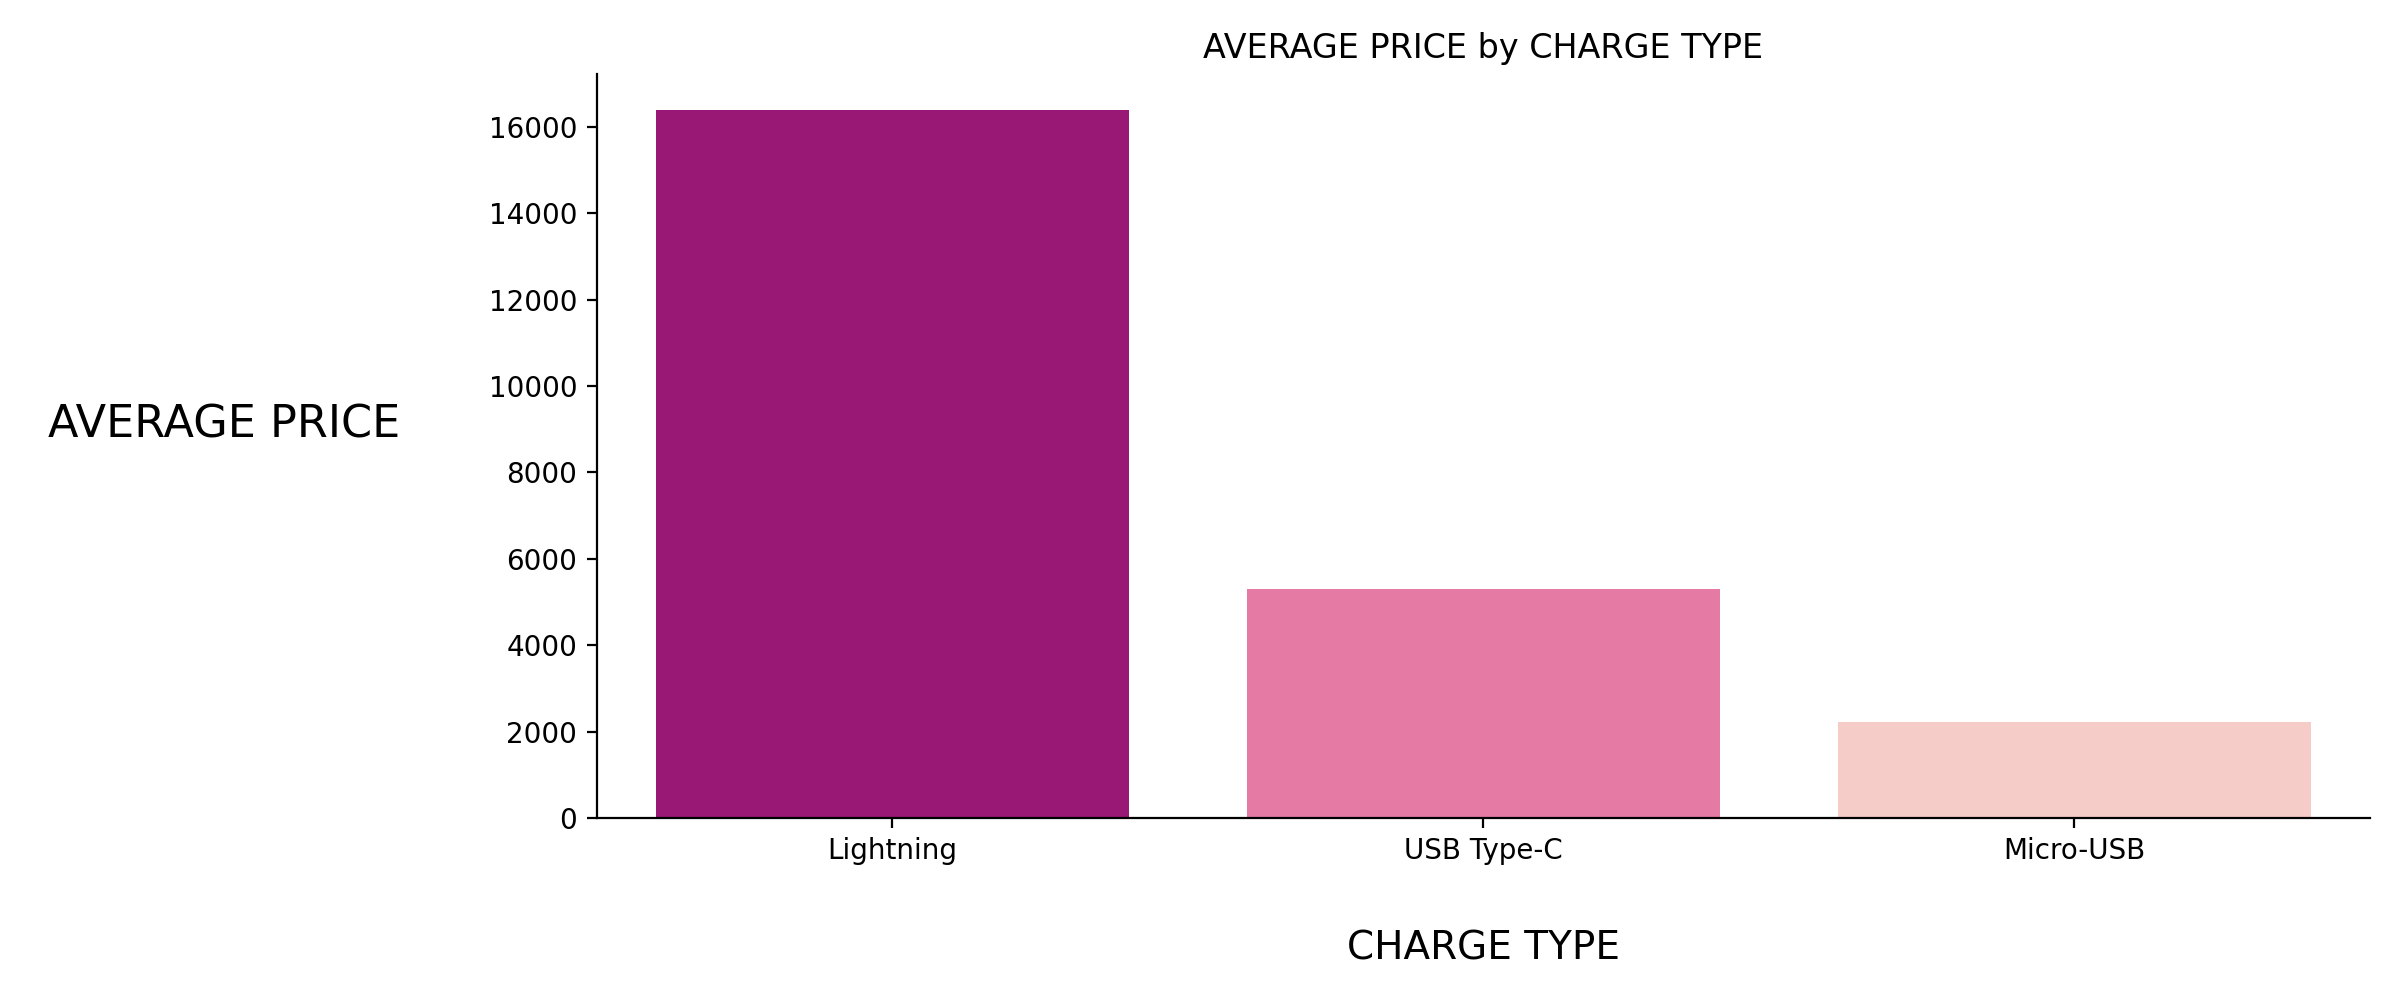 AVERAGE PRICE by CHARGE TYPE
16000
14000
12000
10000
8000
6000
4000
2000
0
AVERAGE PRICE
Lightning
USB Type-C
Micro-USB
CHARGE TYPE